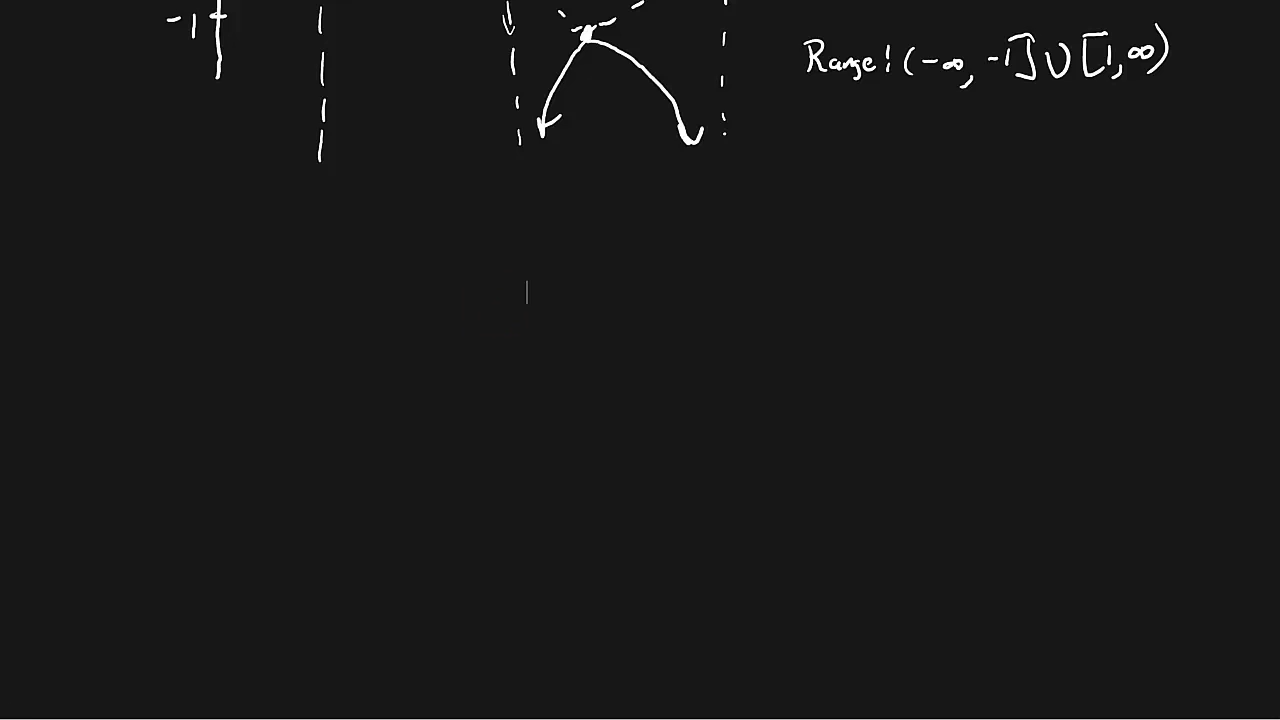 -1
Range: (-∞, -1] ∪ [1, ∞)